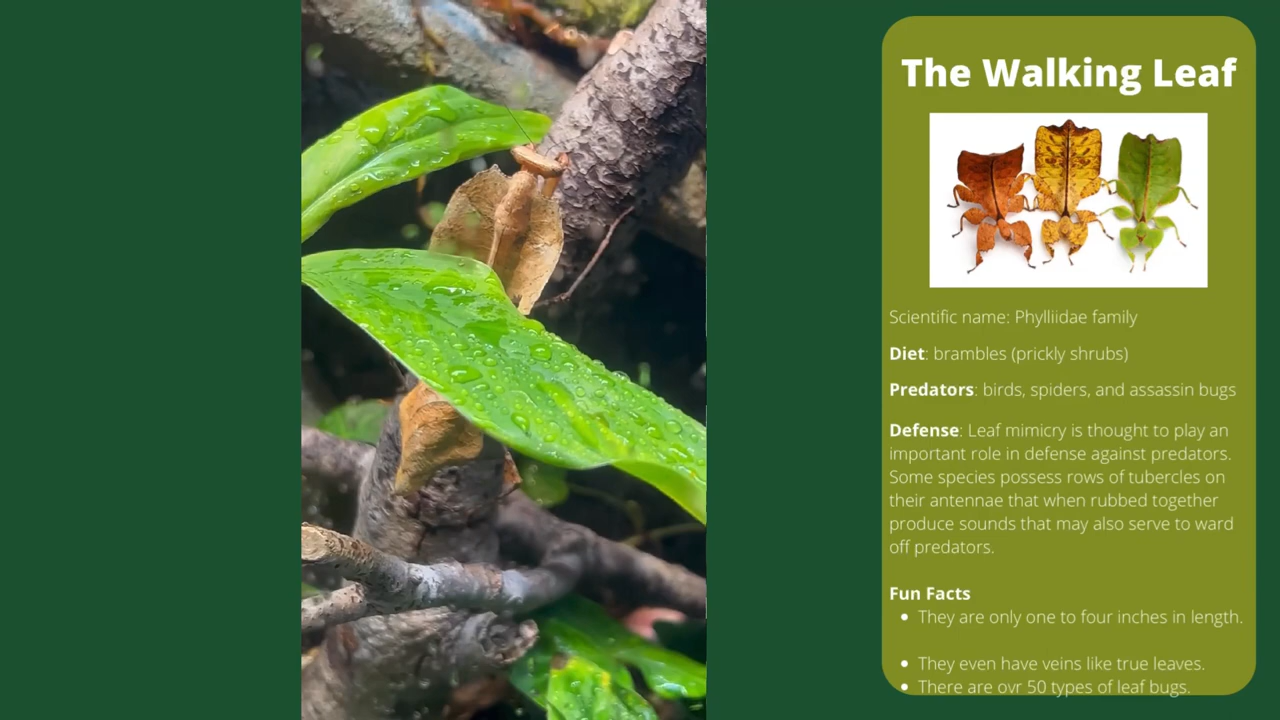 The Walking Leaf
Scientific name: Phylliidae family
Diet: brambles (prickly shrubs)
Predators: birds, spiders, and assassin bugs
Defense: Leaf mimicry is thought to play an
important role in defense against predators.
Some species possess rows of tubercles on
their antennae that when rubbed together
produce sounds that may also serve to ward
off predators.
Fun Facts
• They are only one to four inches in length.
• They even have veins like true leaves.
• There are ovr 50 types of leaf bugs.